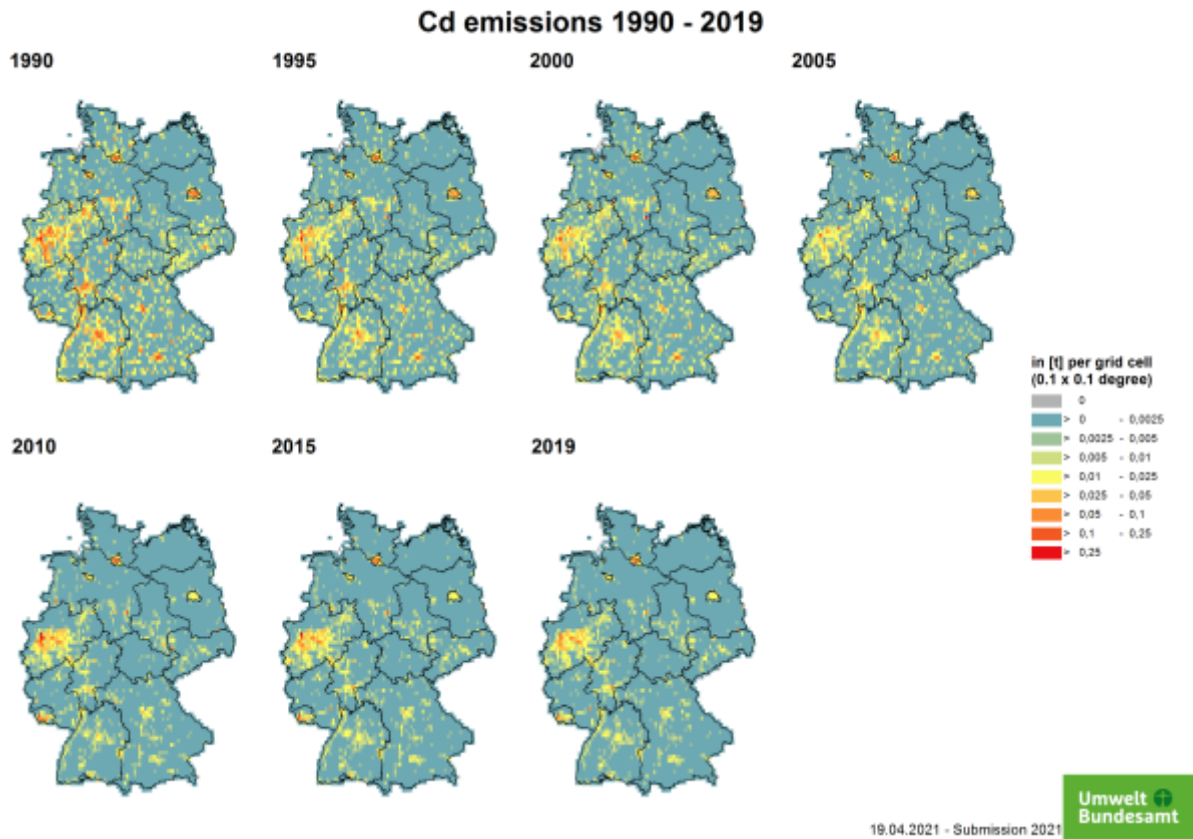 Cd emissions 1990 - 2019
1990 1995 2000 2005
2010 2015 2019
in [t] per grid cell
(0.1 x 0.1 degree)
0
> 0 - 0,0025
> 0,0025 - 0,005
> 0,005 - 0,01
> 0,01 - 0,025
> 0,025 - 0,05
> 0,05 - 0,1
> 0,1 - 0,25
> 0,25
19.04.2021 - Submission 2021
Umwelt
Bundesamt